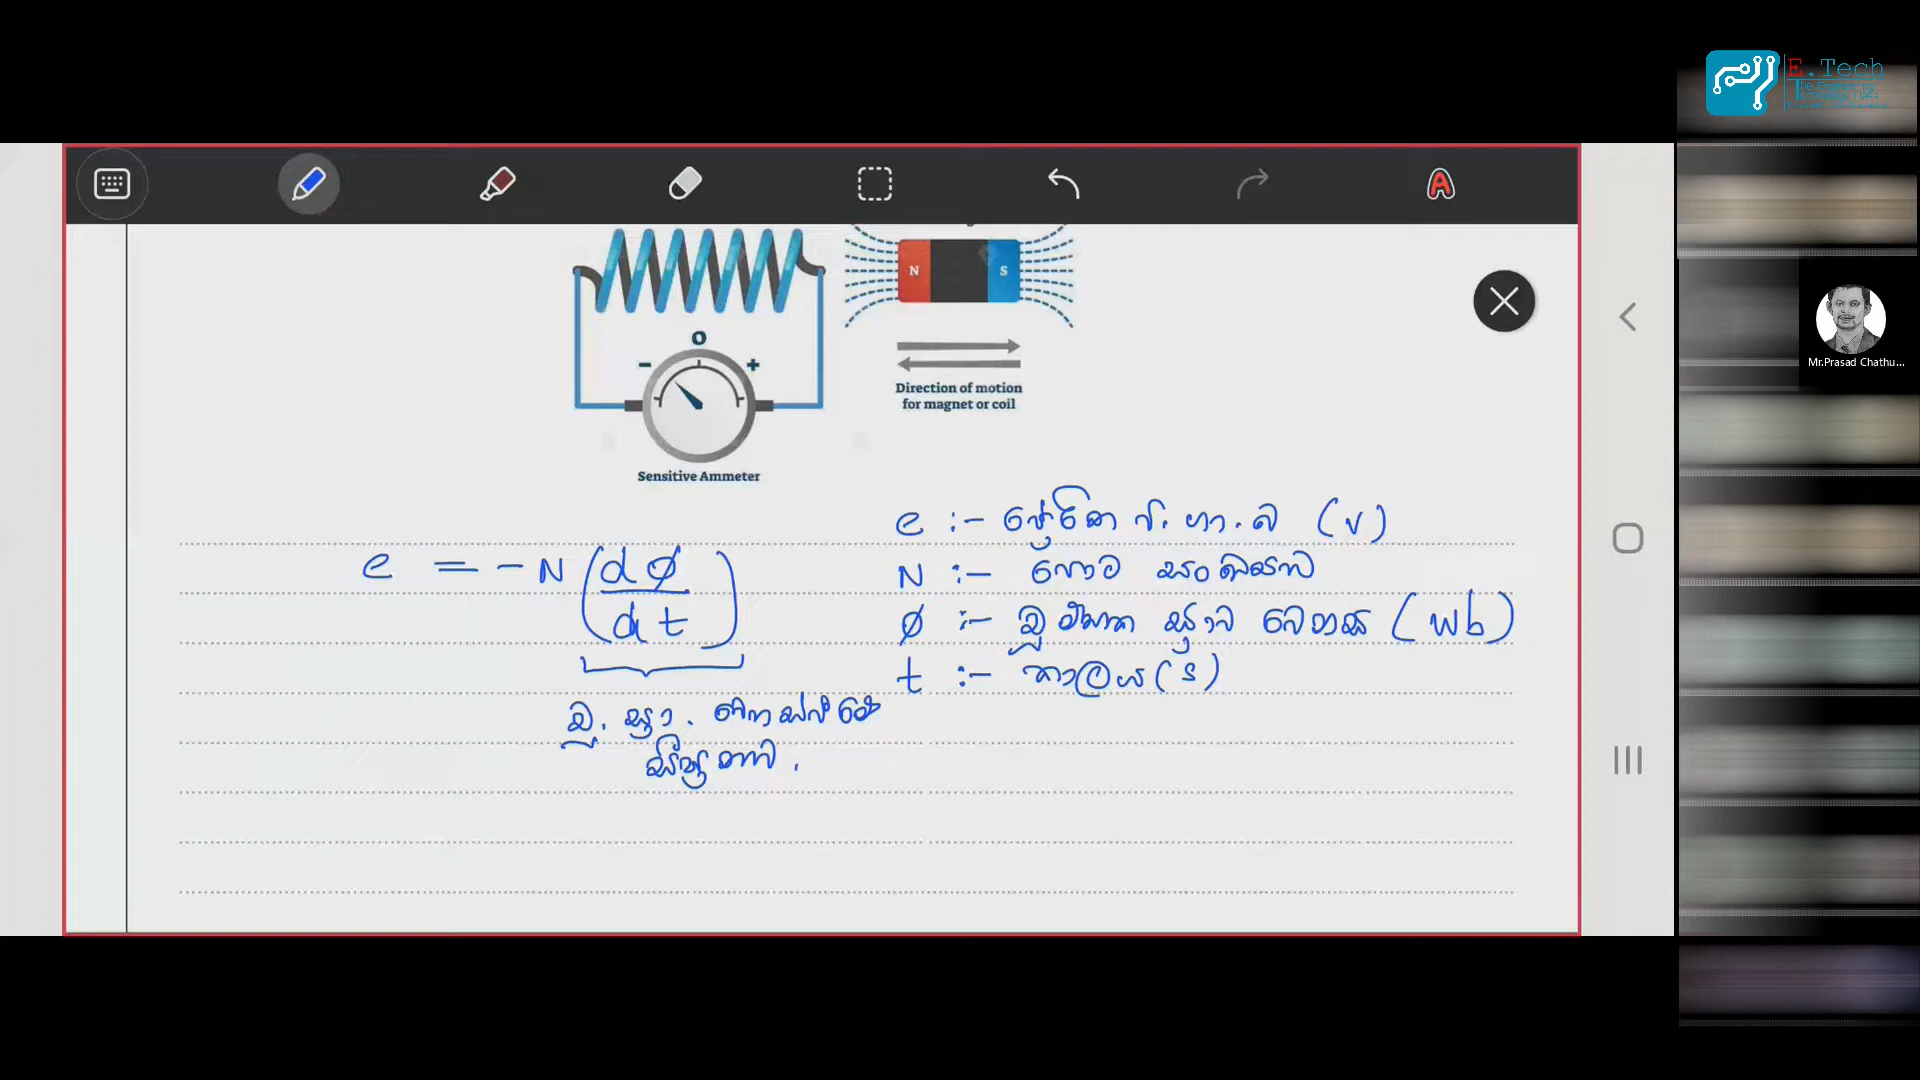 E.Tech
N
S
O
- +
Direction of motion
for magnet or coil
Sensitive Ammeter
Mr.Prasad Chathu...
e = -N (dφ/dt)
e :- ප්‍රේරිත වි. ගා. බ (v)
N :- පොට සංඛ්‍යාව
φ :- චුම්භක ස්‍රාව වෙනස (wb)
t :- කාලය (s)
චු. ස්‍රා. වෙනස්වීමේ
සීඝ්‍රතාව.